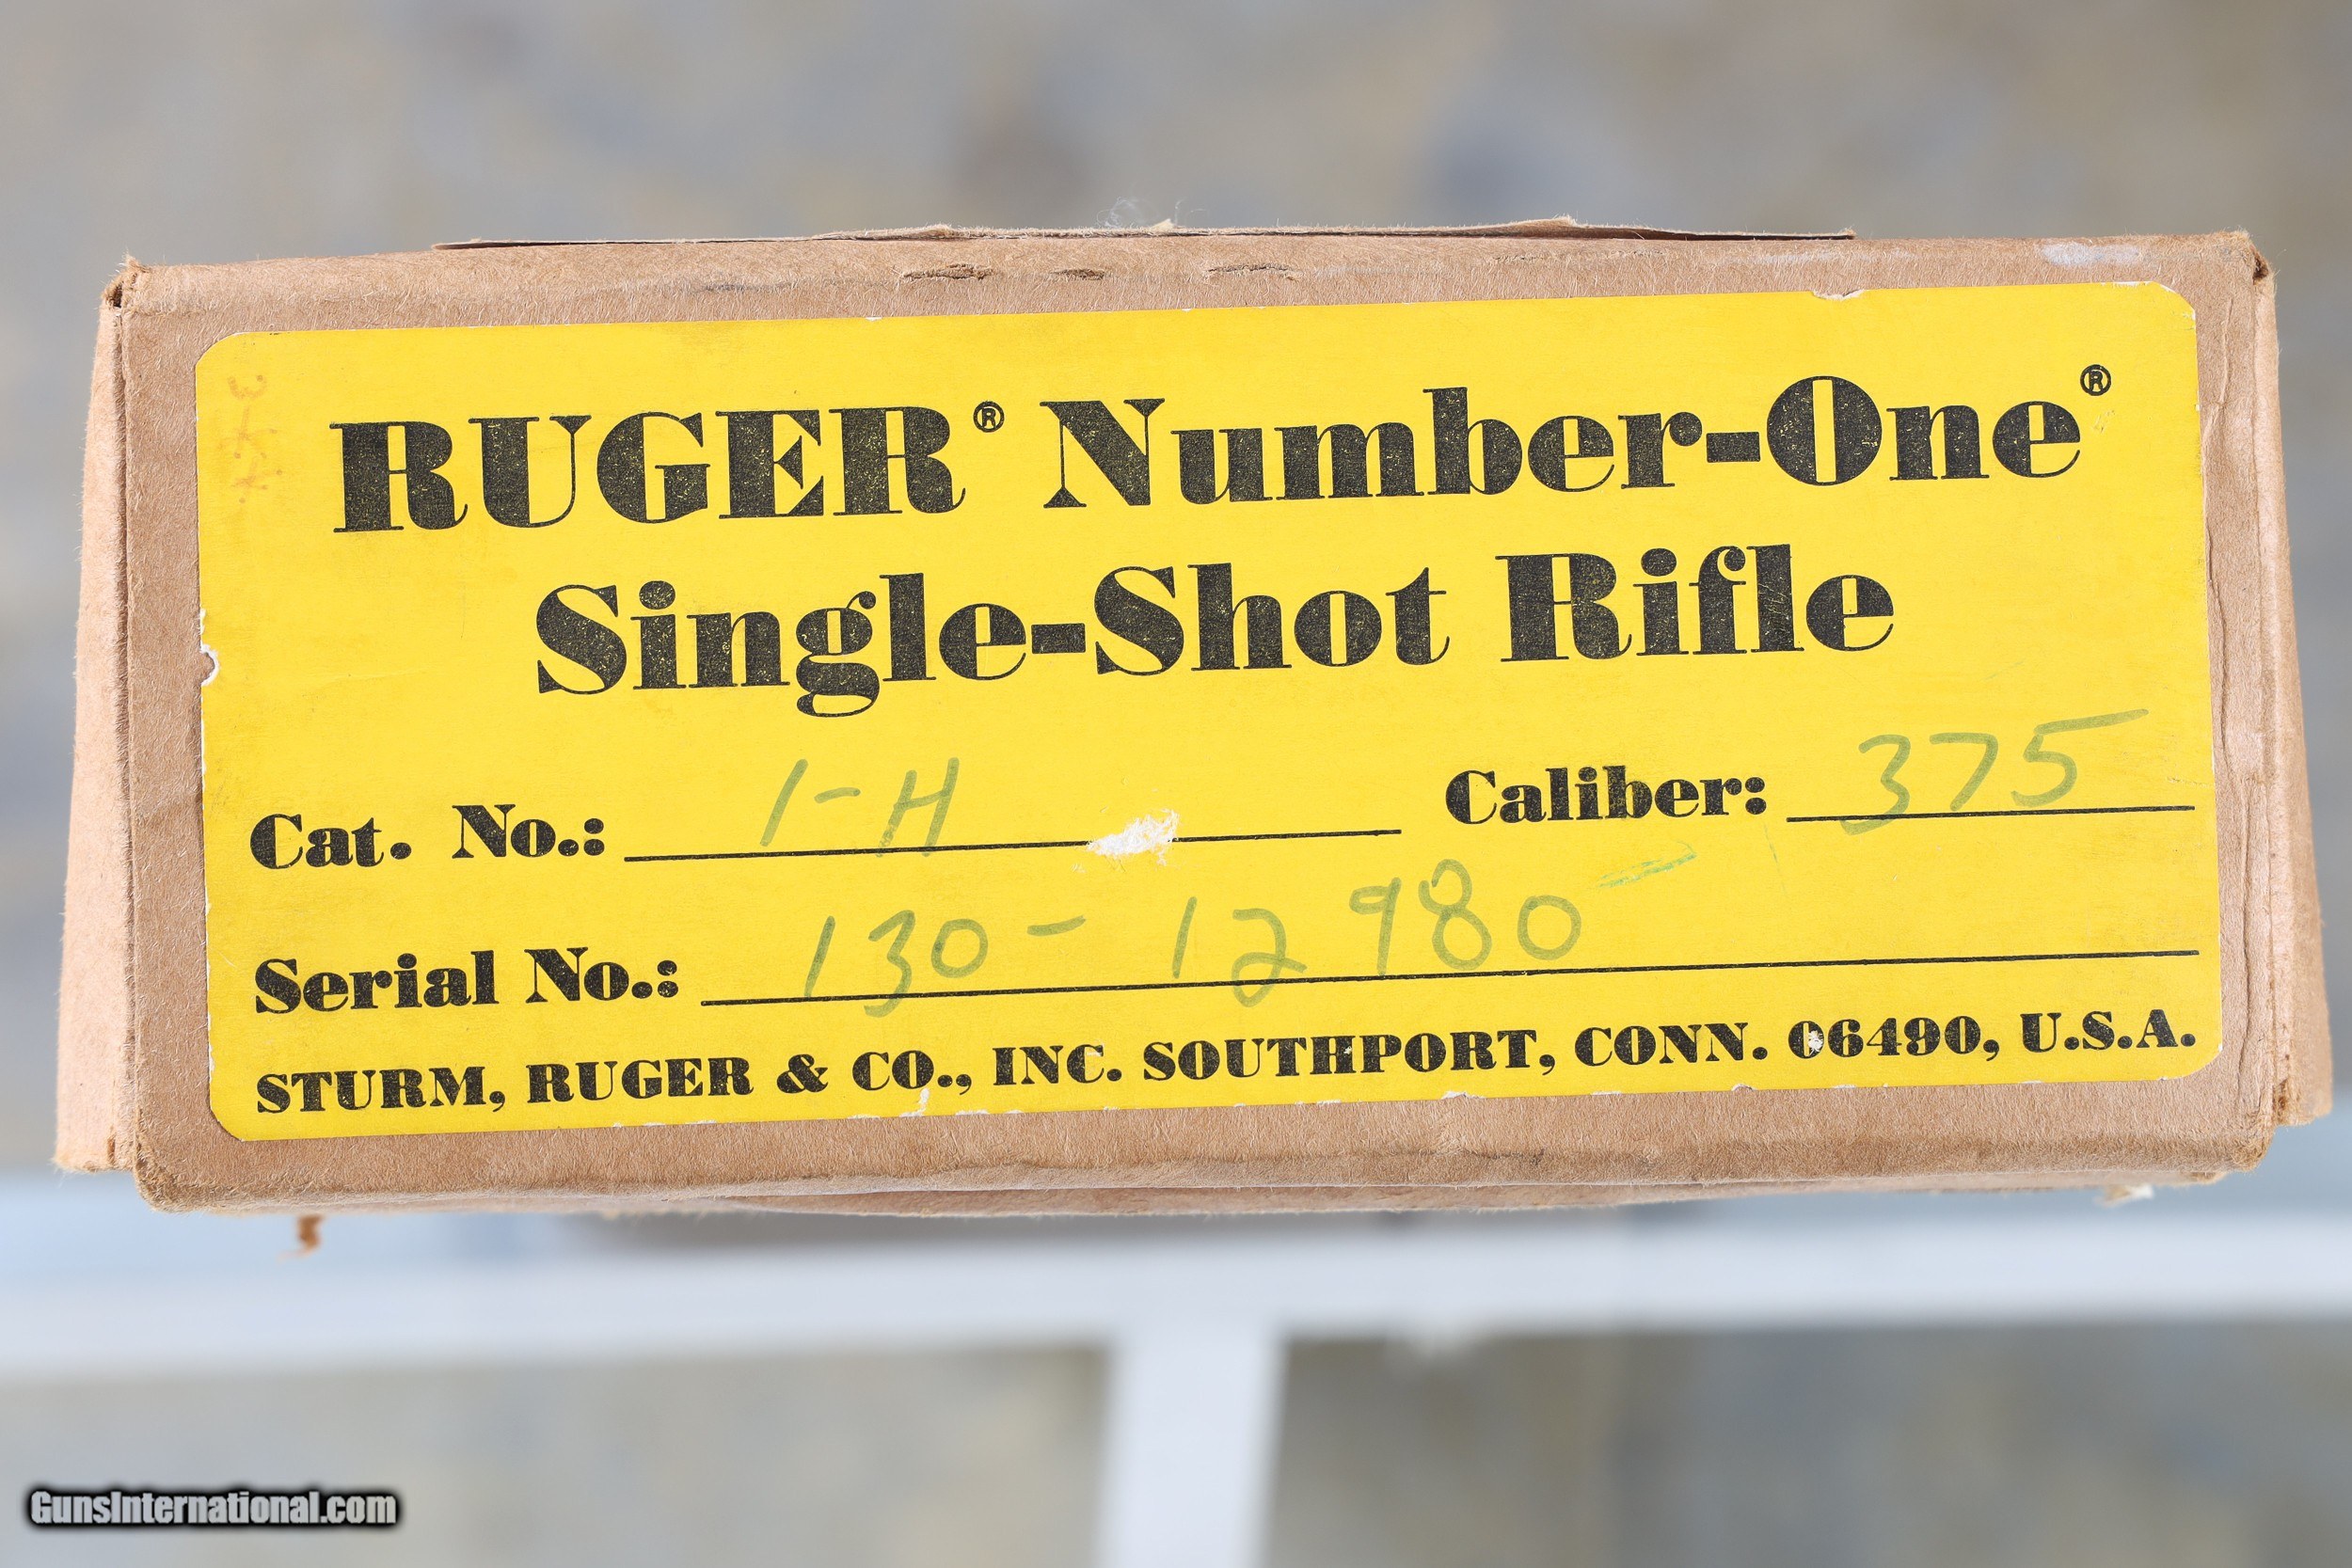 RUGER® Number-One®
Single-Shot Rifle
Cat. No.: 1-H Caliber: 375
Serial No.: 130-12980
STURM, RUGER & CO., INC. SOUTHPORT, CONN. 06490, U.S.A.
GunsInternational.com